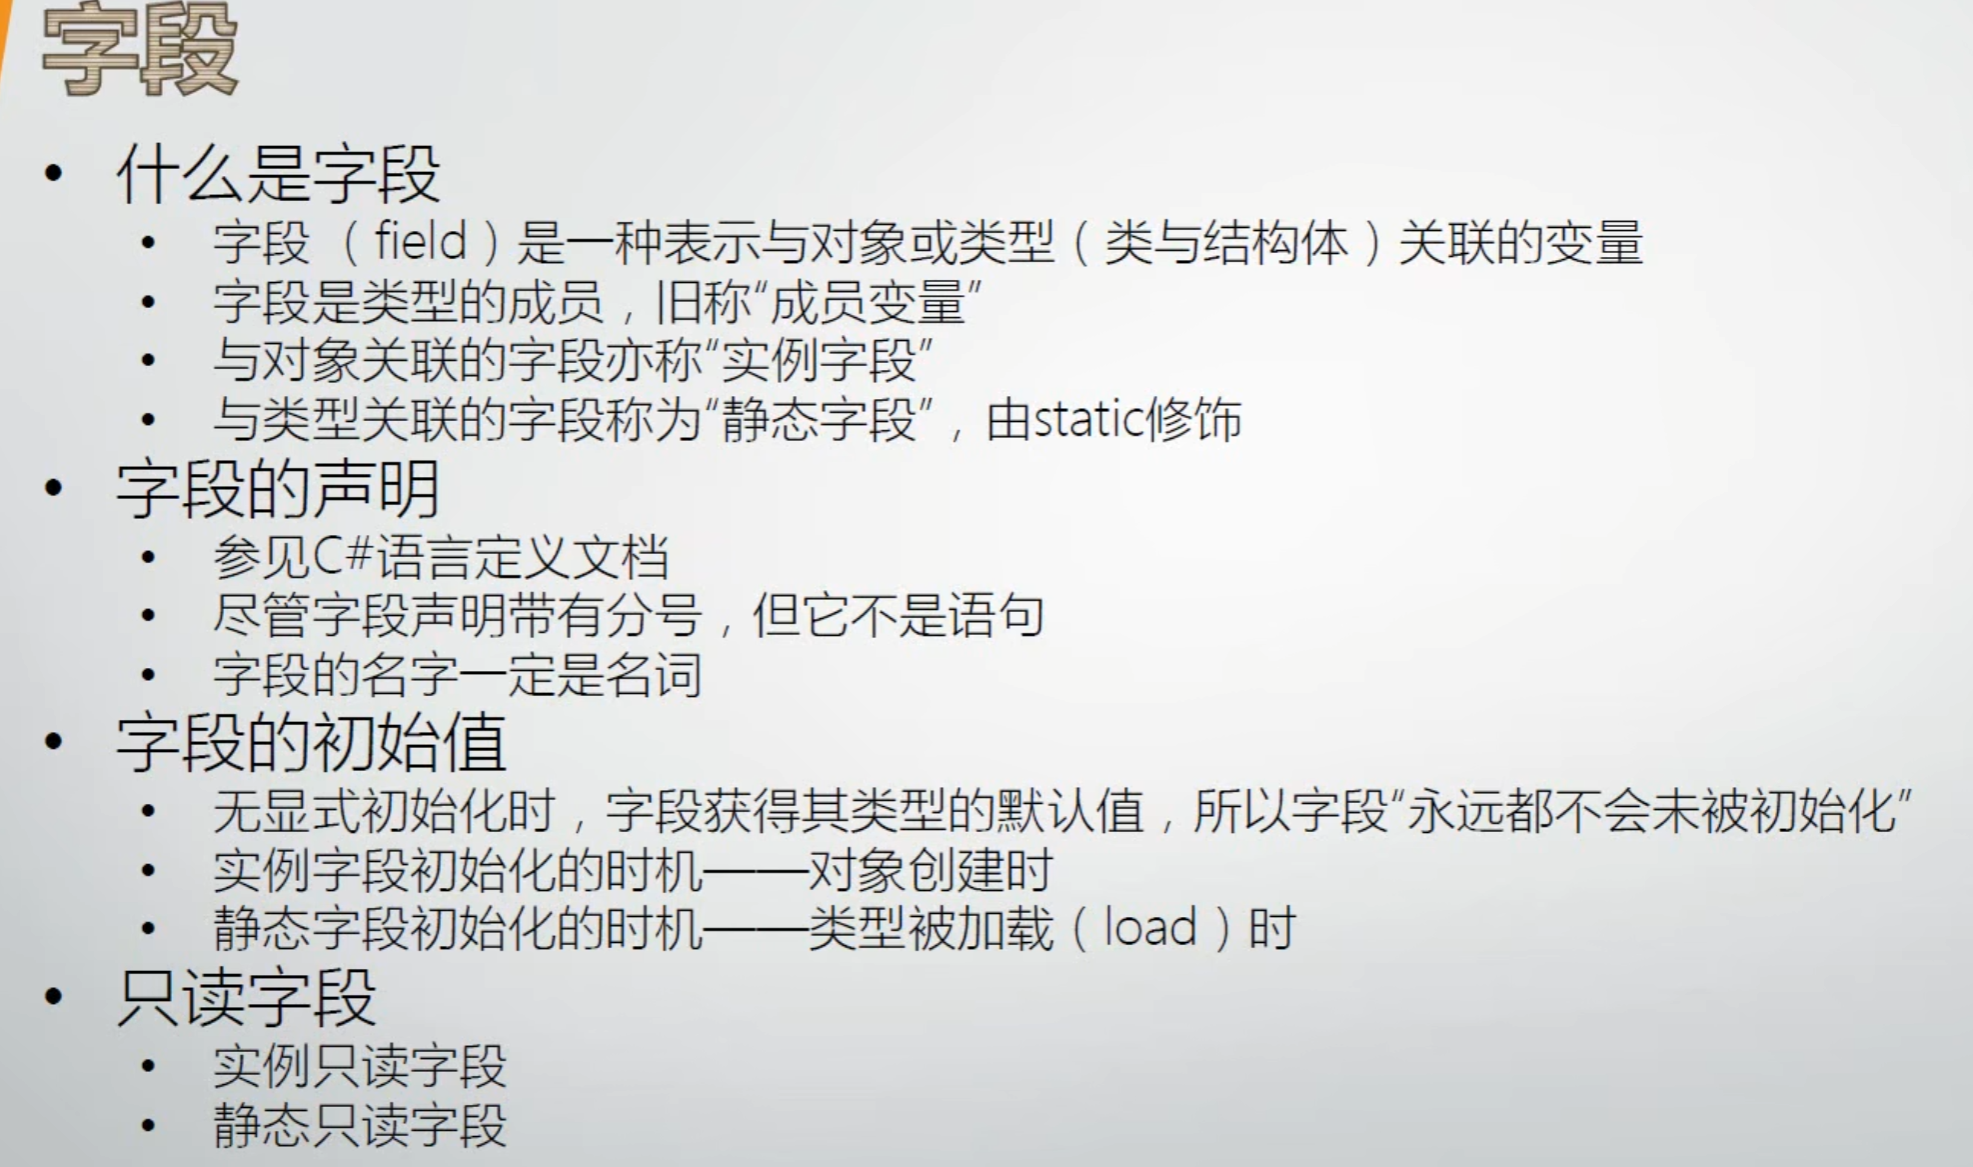 字段
• 什么是字段
• 字段（field）是一种表示与对象或类型（类与结构体）关联的变量
• 字段是类型的成员，旧称“成员变量”
• 与对象关联的字段亦称“实例字段”
• 与类型关联的字段称为“静态字段”，由static修饰
• 字段的声明
• 参见C#语言定义文档
• 尽管字段声明带有分号，但它不是语句
• 字段的名字一定是名词
• 字段的初始值
• 无显式初始化时，字段获得其类型的默认值，所以字段“永远都不会未被初始化”
• 实例字段初始化的时机——对象创建时
• 静态字段初始化的时机——类型被加载（load）时
• 只读字段
• 实例只读字段
• 静态只读字段